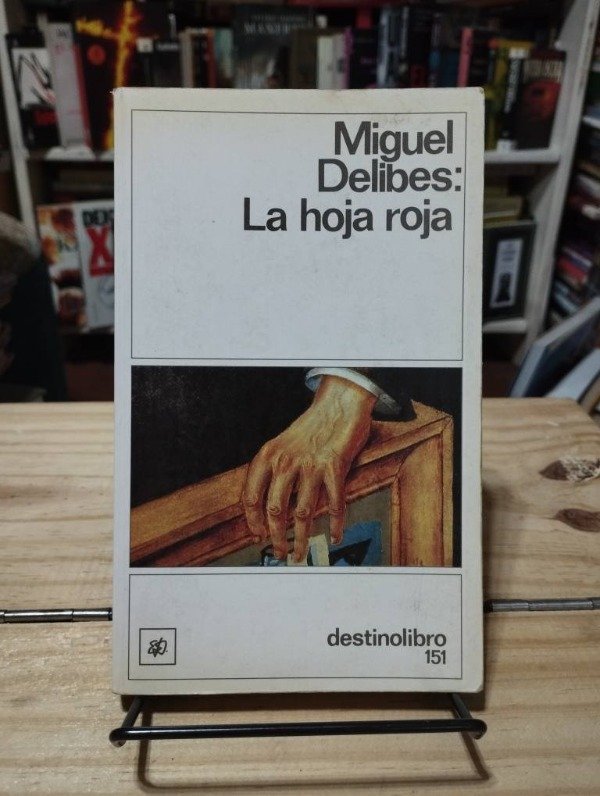 Miguel
Delibes:
La hoja roja
destinolibro
151